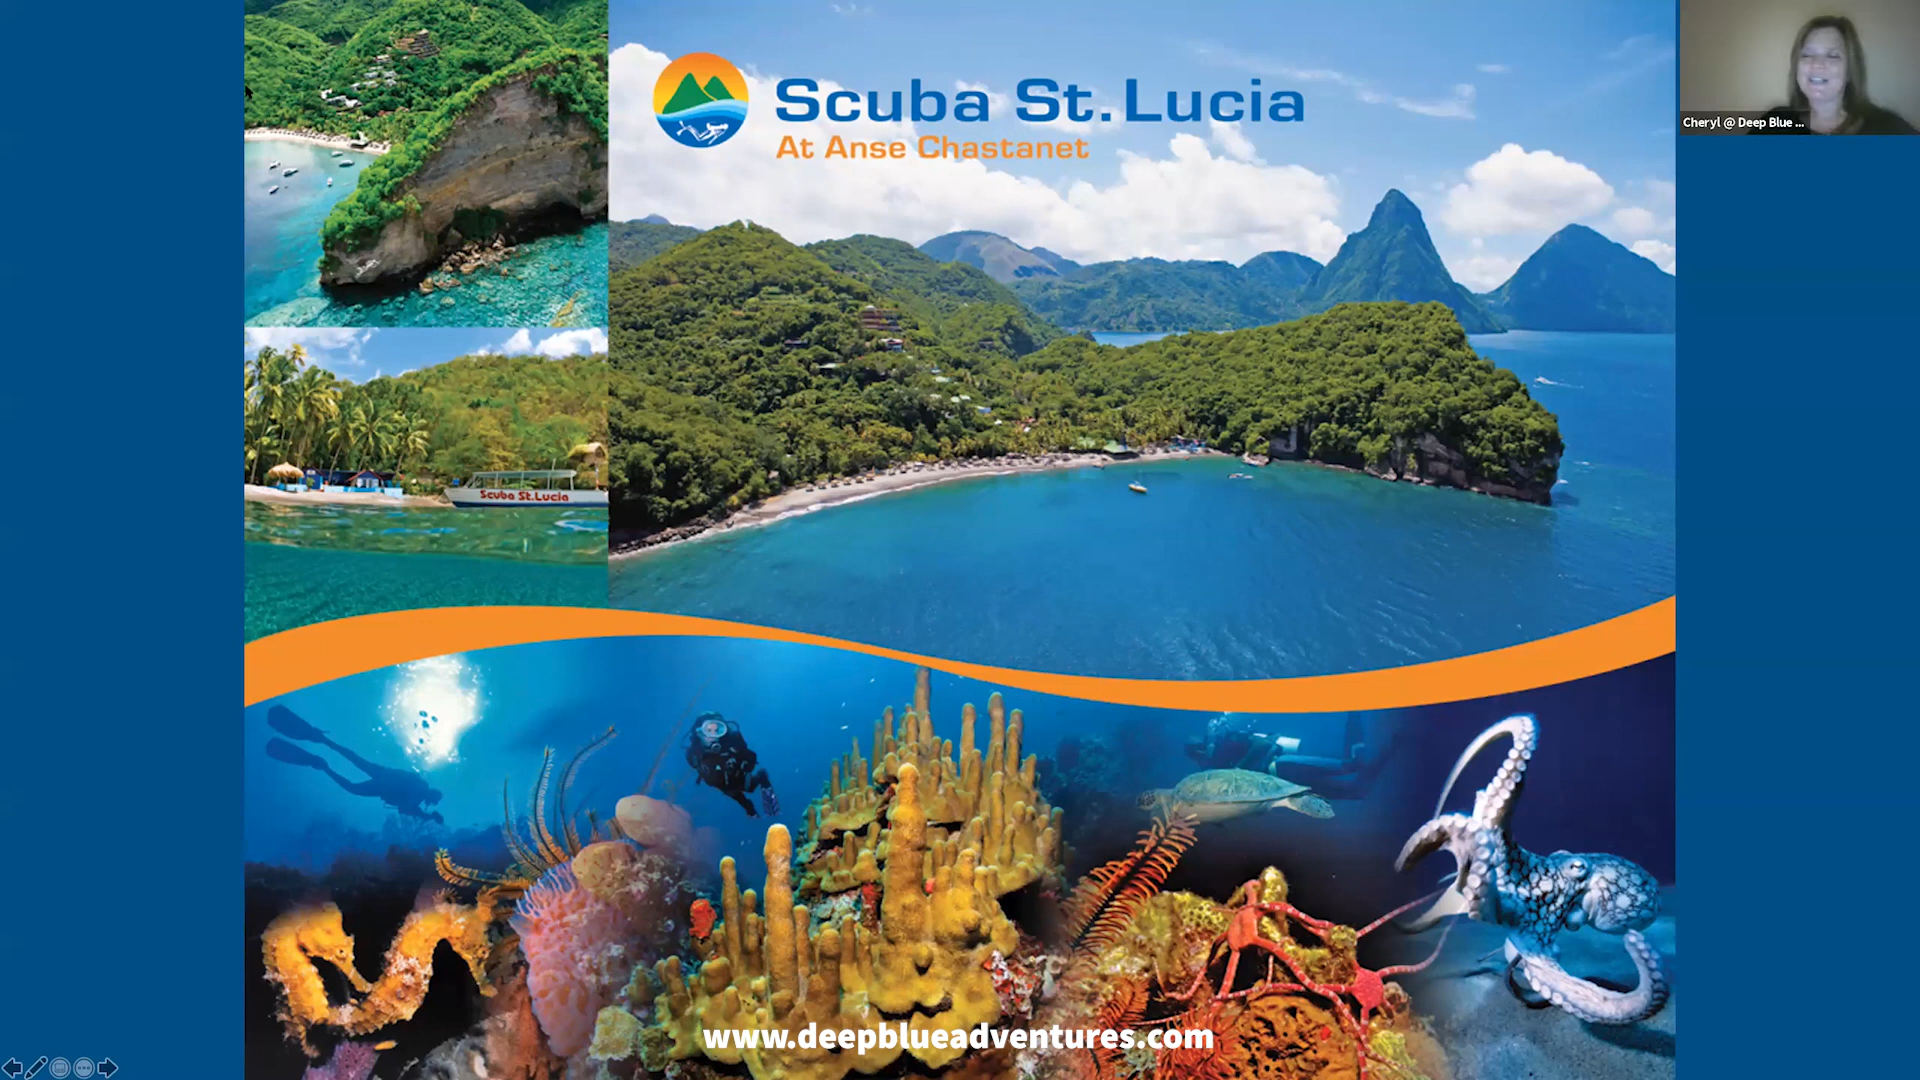 Scuba St. Lucia
At Anse Chastanet
Cheryl @ Deep Blue ...
Scuba St. Lucia
www.deepblueadventures.com